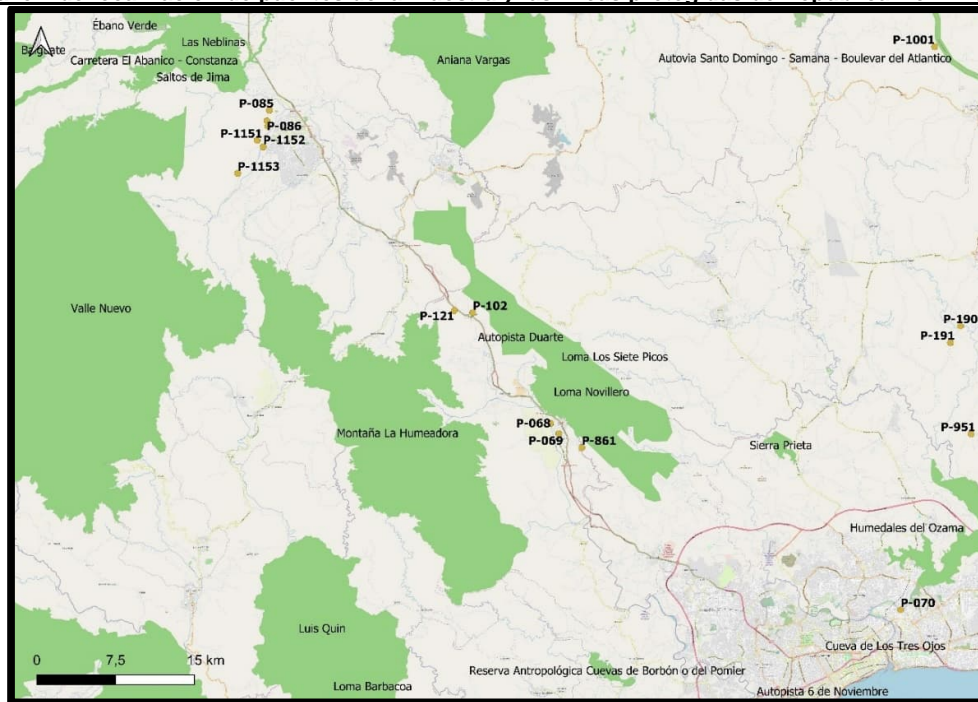 Ébano Verde
P-1001
Las Neblinas
Carretera El Abanico - Constanza
Aniana Vargas
Autovia Santo Domingo - Samana - Boulevar del Atlantico
Saltos de Jima
P-085
P-086
P-1151
P-1152
P-1153
Valle Nuevo
P-102
P-121
P-190
Autopista Duarte
P-191
Loma Los Siete Picos
Loma Novillero
P-068
P-951
Montaña La Humeadora
P-069
P-861
Sierra Prieta
Humedales del Ozama
P-070
Luis Quin
Cueva de Los Tres Ojos
0 7,5 15 km
Reserva Antropológica Cuevas de Borbón o del Pomier
Loma Barbacoa
Autopista 6 de Noviembre